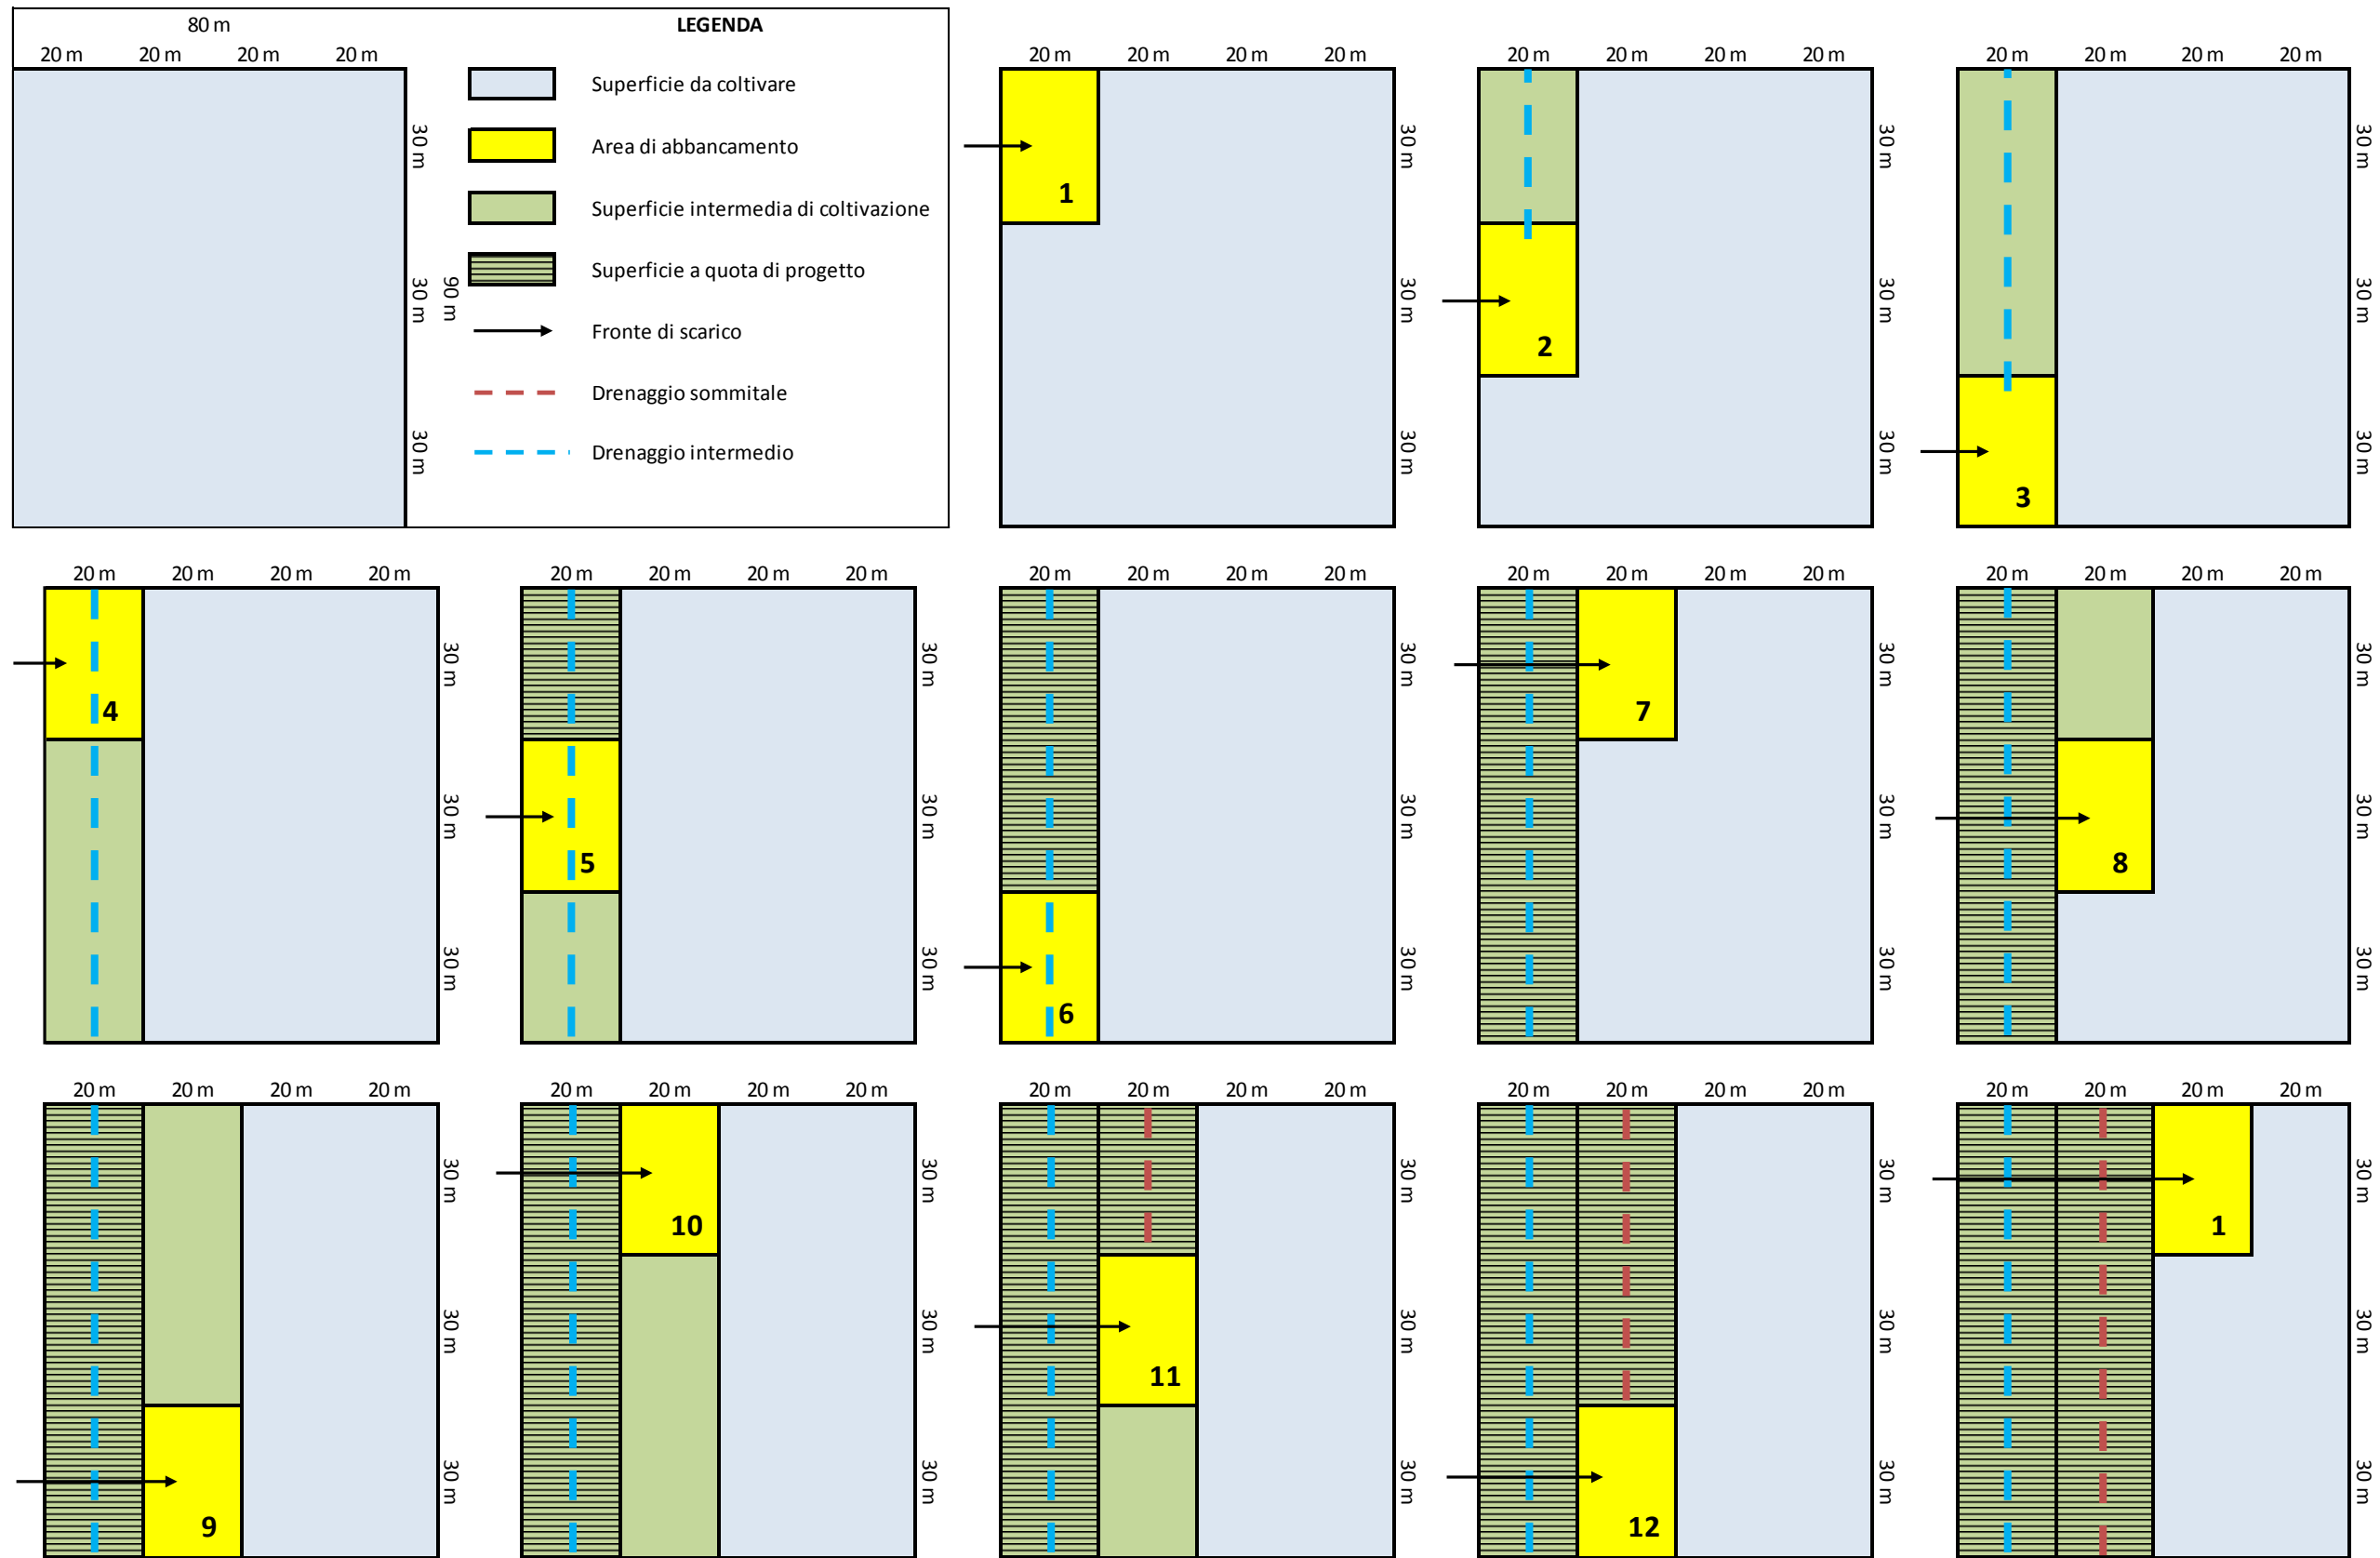 80 m
LEGENDA
20 m 20 m 20 m 20 m
Superficie da coltivare
Area di abbancamento
Superficie intermedia di coltivazione
Superficie a quota di progetto
Fronte di scarico
Drenaggio sommitale
Drenaggio intermedio
30 m
30 m
90 m
30 m
20 m 20 m 20 m 20 m
1
30 m
30 m
30 m
20 m 20 m 20 m 20 m
2
30 m
30 m
30 m
20 m 20 m 20 m 20 m
3
30 m
30 m
30 m
20 m 20 m 20 m 20 m
4
30 m
30 m
30 m
20 m 20 m 20 m 20 m
5
30 m
30 m
30 m
20 m 20 m 20 m 20 m
6
30 m
30 m
30 m
20 m 20 m 20 m 20 m
7
30 m
30 m
30 m
20 m 20 m 20 m 20 m
8
30 m
30 m
30 m
20 m 20 m 20 m 20 m
9
30 m
30 m
30 m
20 m 20 m 20 m 20 m
10
30 m
30 m
30 m
20 m 20 m 20 m 20 m
11
30 m
30 m
30 m
20 m 20 m 20 m 20 m
12
30 m
30 m
30 m
20 m 20 m 20 m 20 m
1
30 m
30 m
30 m